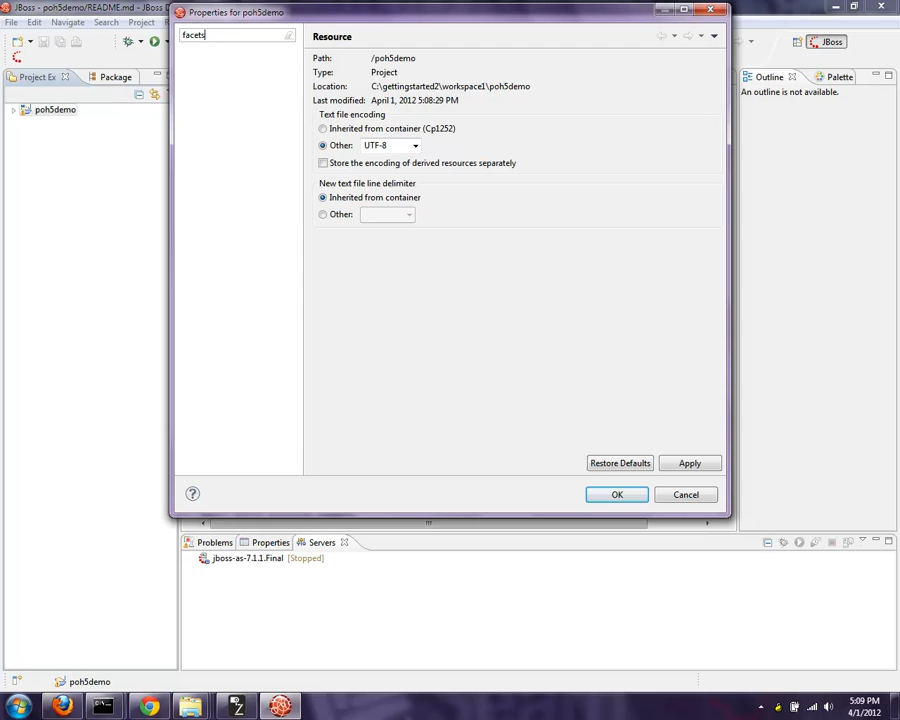 JBoss - poh5demo/README.md - JBoss D
Properties for poh5demo
File Edit Navigate Search Project
facets
Resource
JBoss
Project Ex
Package
Outline
Palette
poh5demo
An outline is not available.
Path: /poh5demo
Type: Project
Location: C:\gettingstarted2\workspace1\poh5demo
Last modified: April 1, 2012 5:08:29 PM
Text file encoding
Inherited from container (Cp1252)
Other: UTF-8
Store the encoding of derived resources separately
New text file line delimiter
Inherited from container
Other:
Restore Defaults Apply
OK Cancel
Problems Properties Servers
jboss-as-7.1.1.Final [Stopped]
poh5demo
5:09 PM
4/1/2012